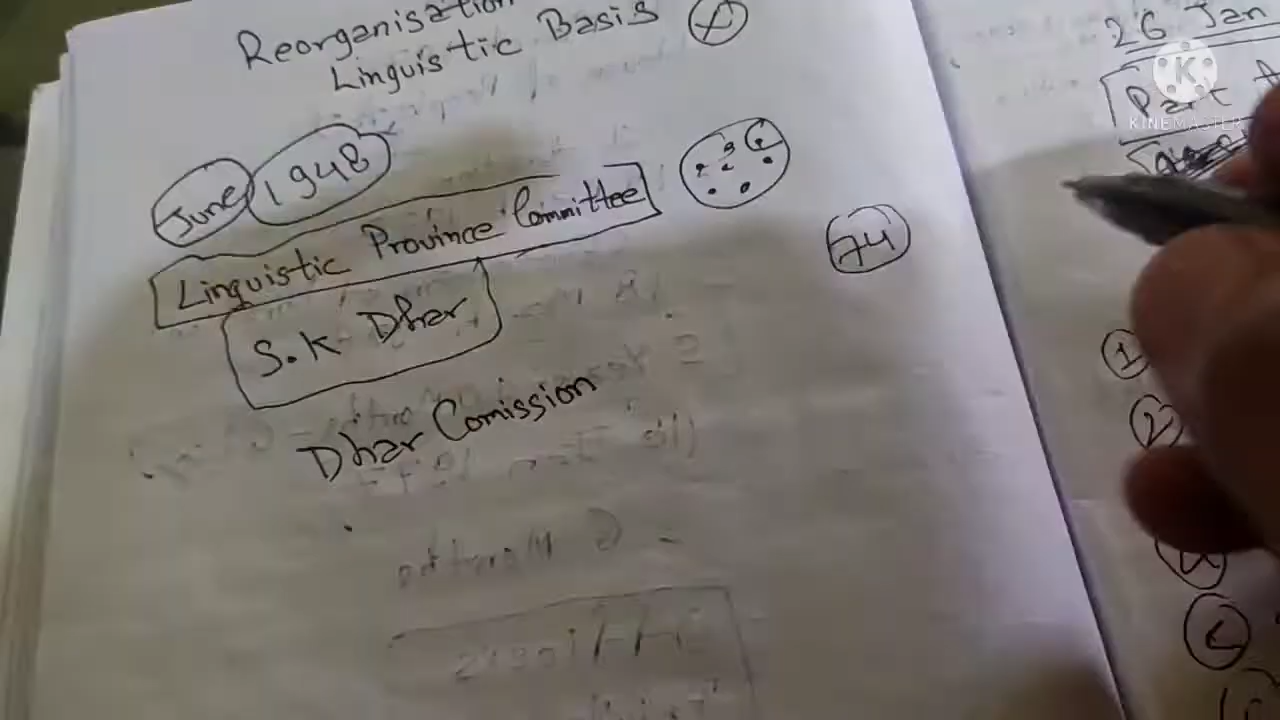 Reorganisation
Linguistic Basis
June 1948
Linguistic Province Committee
74
S.K Dhar
Dhar Comission
26 Jan
Part A
KINEMASTER
1
2